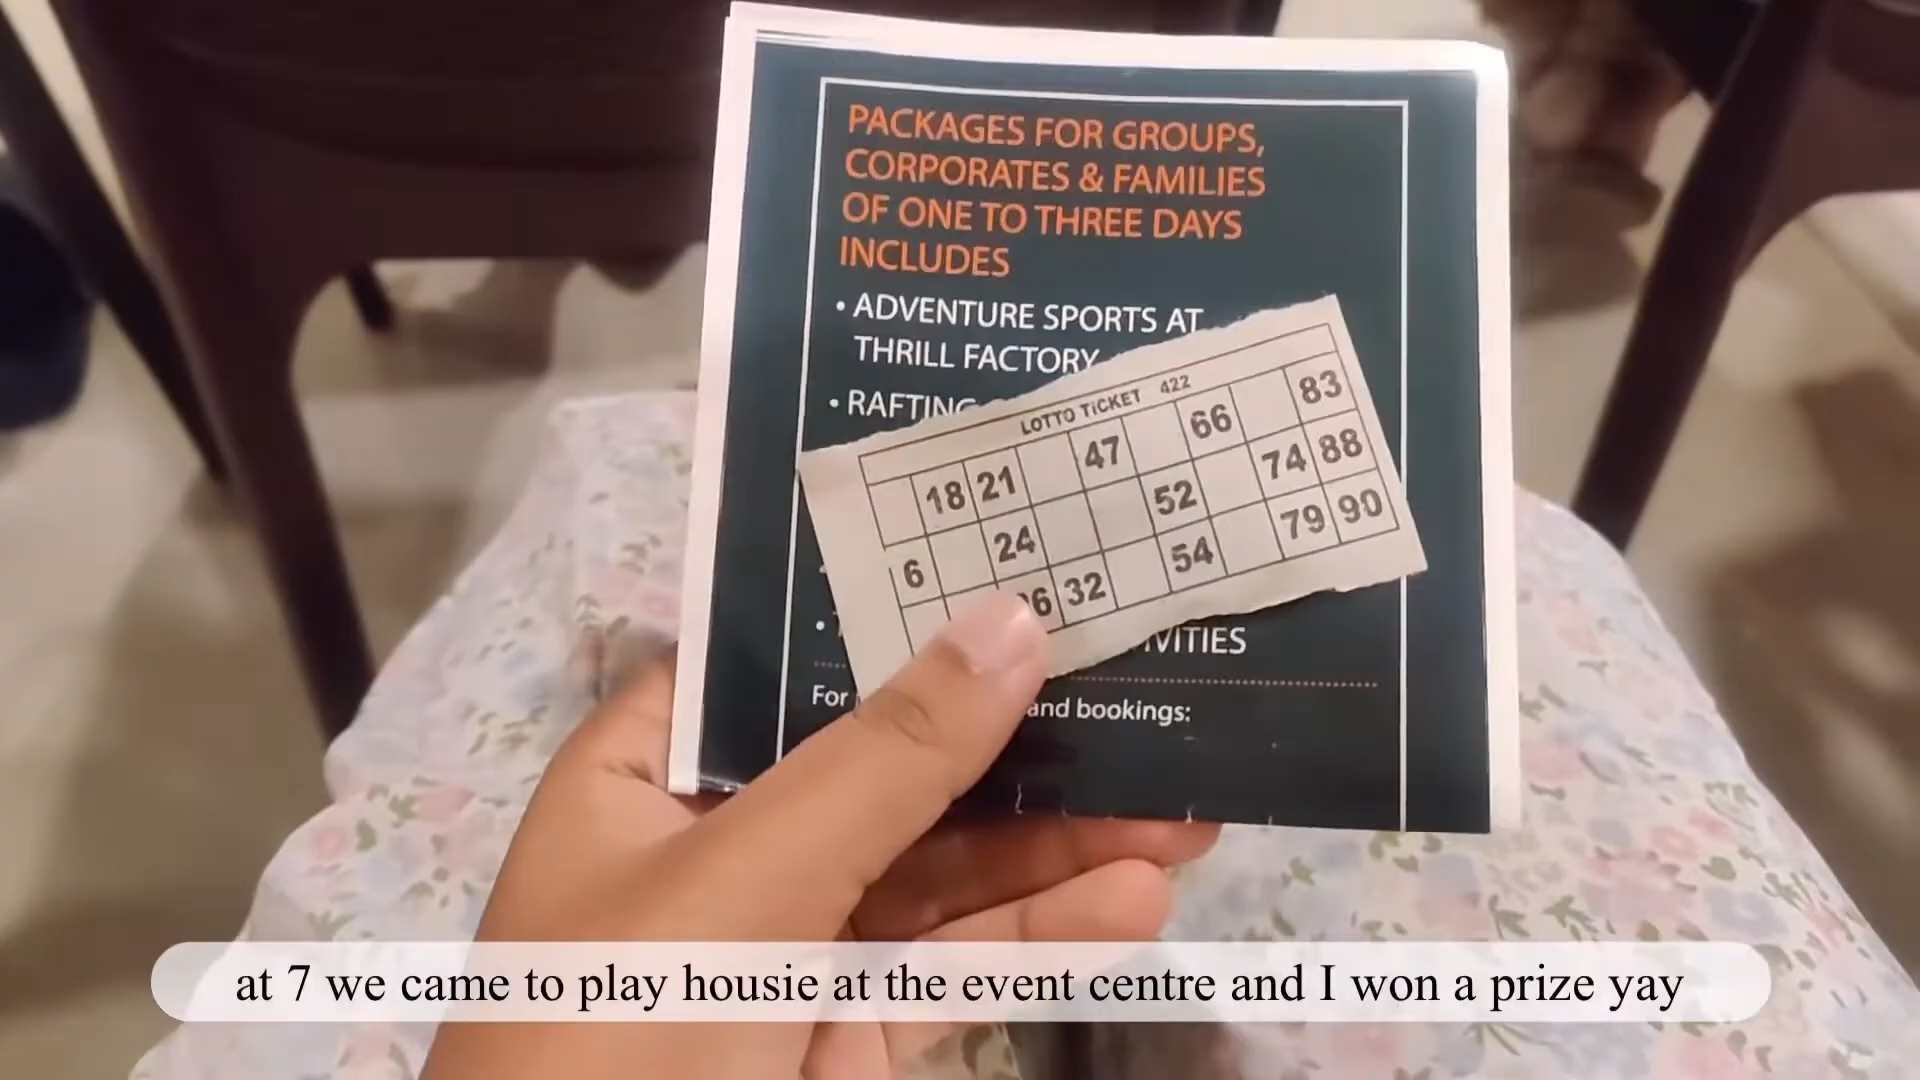 PACKAGES FOR GROUPS,
CORPORATES & FAMILIES
OF ONE TO THREE DAYS
INCLUDES
• ADVENTURE SPORTS AT
THRILL FACTORY
• RAFTING
LOTTO TiCKET 422
18 21 47 66 83
6 24 52 74 88
32 54 79 90
For and bookings:
at 7 we came to play housie at the event centre and I won a prize yay